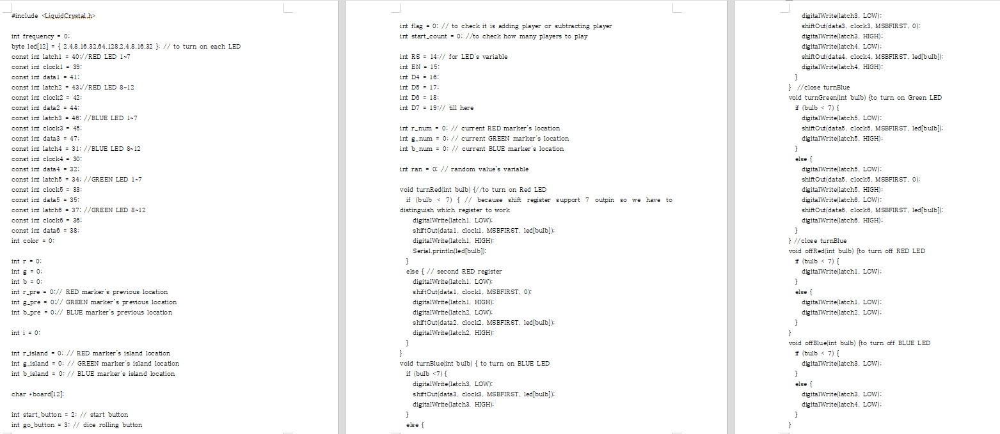 #include <LiquidCrystal.h>
int frequency = 0;
byte led[12] = { 2,4,8,16,32,64,128,2,4,8,16,32 }; // to turn on each LED
const int latch1 = 40;//RED LED 1~7
const int clock1 = 39;
const int data1 = 41;
const int latch2 = 43;//RED LED 8~12
const int clock2 = 42;
const int data2 = 44;
const int latch3 = 46; //BLUE LED 1~7
const int clock3 = 45;
const int data3 = 47;
const int latch4 = 31; //BLUE LED 8~12
const int clock4 = 30;
const int data4 = 32;
const int latch5 = 34; //GREEN LED 1~7
const int clock5 = 33;
const int data5 = 35;
const int latch6 = 37; //GREEN LED 8~12
const int clock6 = 36;
const int data6 = 38;
int color = 0;
int r = 0;
int g = 0;
int b = 0;
int r_pre = 0;// RED marker's previous location
int g_pre = 0;// GREEN marker's previous location
int b_pre = 0;// BLUE marker's previous location
int i = 0;
int r_island = 0; // RED marker's island location
int g_island = 0; // GREEN marker's island location
int b_island = 0; // BLUE marker's island location
char *board[12];
int start_button = 2; // start button
int go_button = 3; // dice rolling button
int flag = 0; // to check it is adding player or subtracting player
int start_count = 0; //to check how many players to play
int RS = 14;// for LED's variable
int EN = 15;
int D4 = 16;
int D5 = 17;
int D6 = 18;
int D7 = 19;// till here
int r_num = 0; // current RED marker's location
int g_num = 0; // current GREEN marker's location
int b_num = 0; // current BLUE marker's location
int ran = 0; // random value's variable
void turnRed(int bulb) {//to turn on Red LED
if (bulb < 7) { // because shift register support 7 outpin so we have to
distinguish which register to work
digitalWrite(latch1, LOW);
shiftOut(data1, clock1, MSBFIRST, led[bulb]);
digitalWrite(latch1, HIGH);
Serial.println(led[bulb]);
}
else { // second RED register
digitalWrite(latch1, LOW);
shiftOut(data1, clock1, MSBFIRST, 0);
digitalWrite(latch1, HIGH);
digitalWrite(latch2, LOW);
shiftOut(data2, clock2, MSBFIRST, led[bulb]);
digitalWrite(latch2, HIGH);
}
}
void turnBlue(int bulb) { to turn on BLUE LED
if (bulb <7) {
digitalWrite(latch3, LOW);
shiftOut(data3, clock3, MSBFIRST, led[bulb]);
digitalWrite(latch3, HIGH);
}
else {
digitalWrite(latch3, LOW);
shiftOut(data3, clock3, MSBFIRST, 0);
digitalWrite(latch3, HIGH);
digitalWrite(latch4, LOW);
shiftOut(data4, clock4, MSBFIRST, led[bulb]);
digitalWrite(latch4, HIGH);
}
} //close turnBlue
void turnGreen(int bulb) {to turn on Green LED
if (bulb < 7) {
digitalWrite(latch5, LOW);
shiftOut(data5, clock5, MSBFIRST, led[bulb]);
digitalWrite(latch5, HIGH);
}
else {
digitalWrite(latch5, LOW);
shiftOut(data5, clock5, MSBFIRST, 0);
digitalWrite(latch5, HIGH);
digitalWrite(latch6, LOW);
shiftOut(data6, clock6, MSBFIRST, led[bulb]);
digitalWrite(latch6, HIGH);
}
} //close turnBlue
void offRed(int bulb) {to turn off RED LED
if (bulb < 7) {
digitalWrite(latch1, LOW);
}
else {
digitalWrite(latch1, LOW);
digitalWrite(latch2, LOW);
}
}
void offBlue(int bulb) {to turn off BLUE LED
if (bulb < 7) {
digitalWrite(latch3, LOW);
}
else {
digitalWrite(latch3, LOW);
digitalWrite(latch4, LOW);
}
}